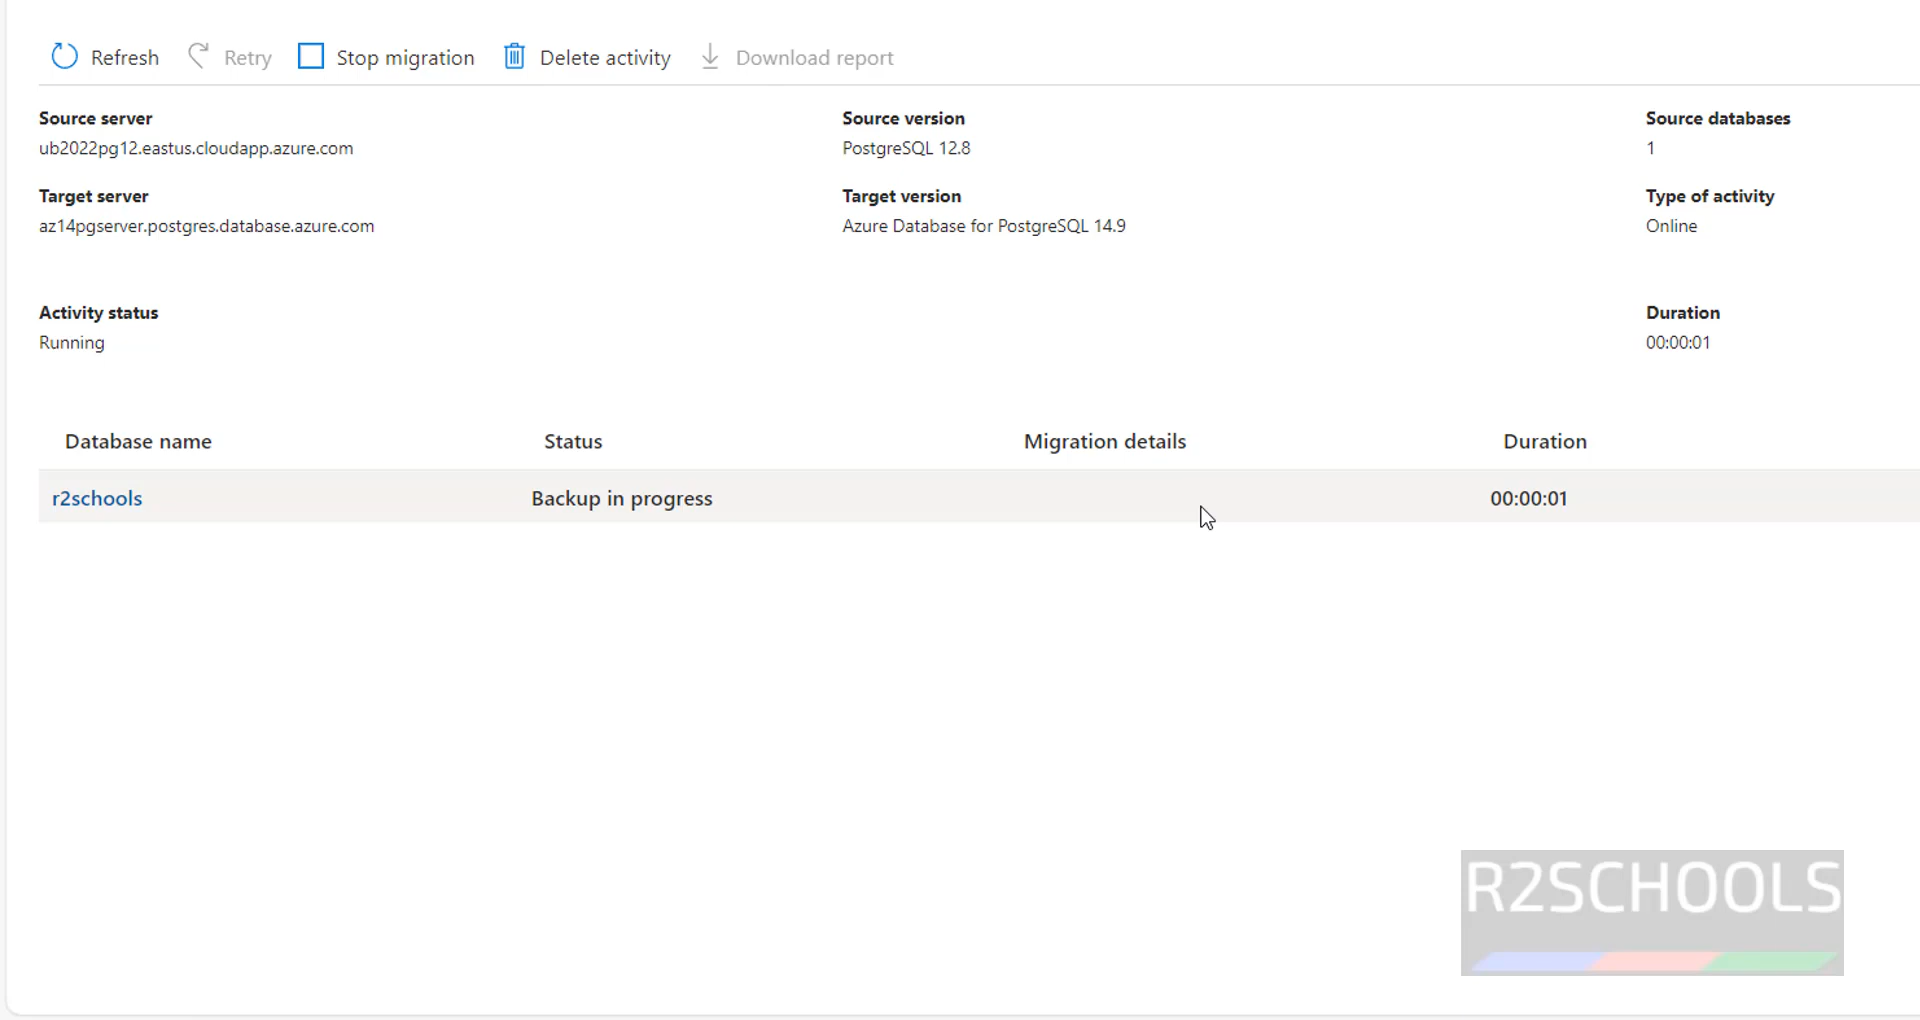 Refresh Retry Stop migration Delete activity Download report
Source server Source version Source databases
ub2022pg12.eastus.cloudapp.azure.com PostgreSQL 12.8 1
Target server Target version Type of activity
az14pgserver.postgres.database.azure.com Azure Database for PostgreSQL 14.9 Online
Activity status Duration
Running 00:00:01
Database name Status Migration details Duration
r2schools Backup in progress 00:00:01
R2SCHOOLS